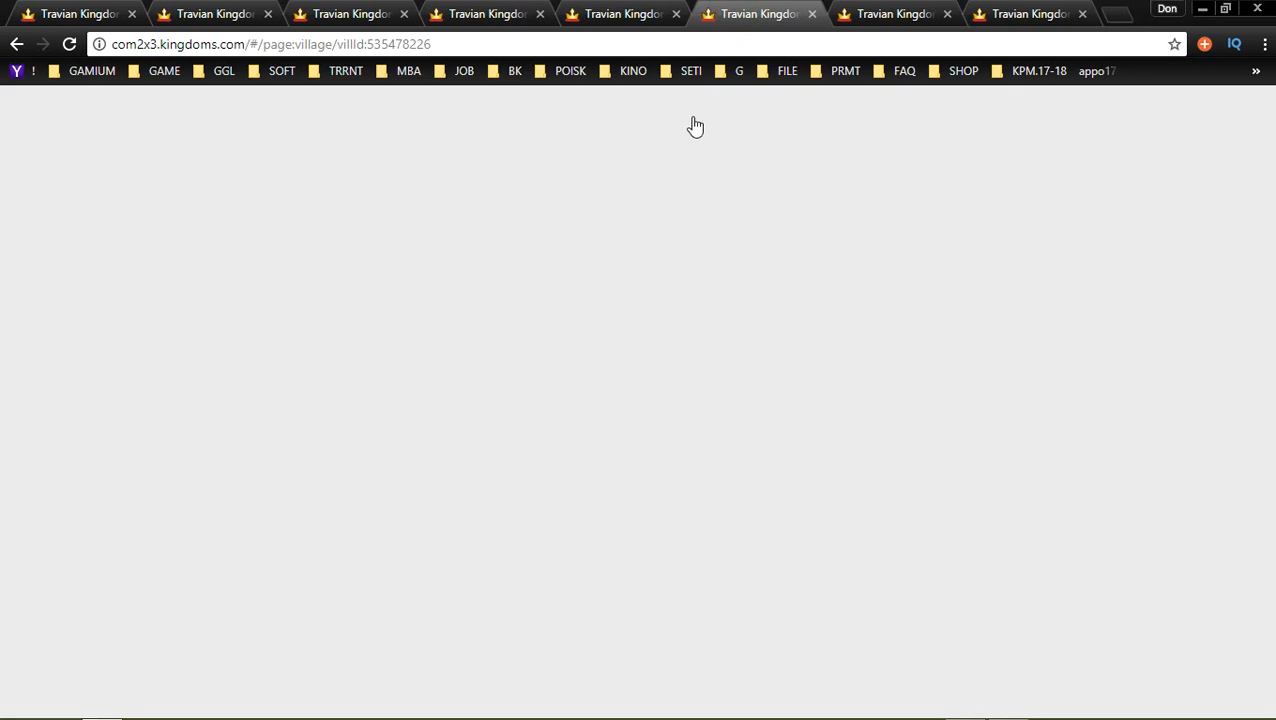 Travian Kingdo Travian Kingdo Travian Kingdo Travian Kingdo Travian Kingdo Travian Kingdo Travian Kingdo Travian Kingdo Don
com2x3.kingdoms.com/#/page:village/villId:535478226 IQ
Y ! GAMIUM GAME GGL SOFT TRRNT MBA JOB BK POISK KINO SETI G FILE PRMT FAQ SHOP KPM.17-18 appo17 »